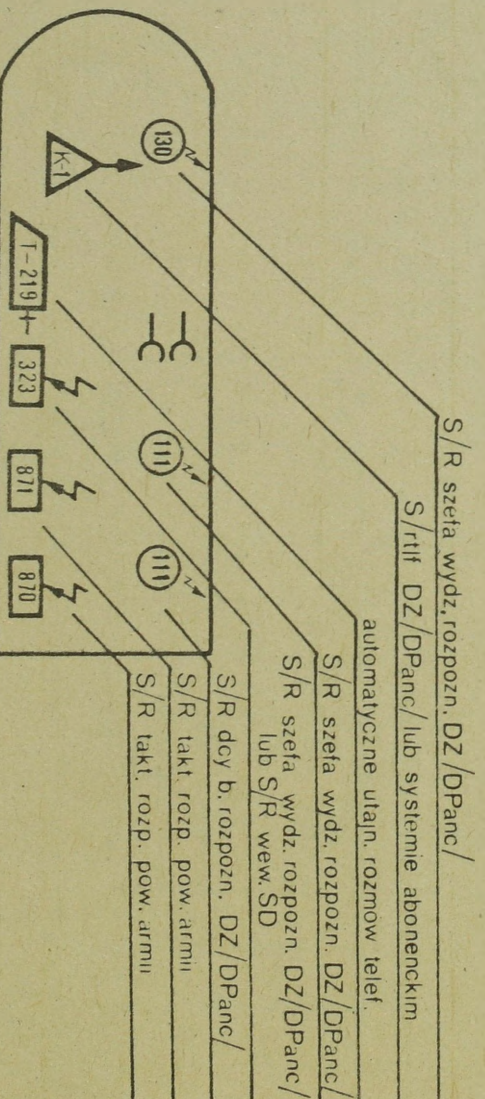 S/R szefa wydz. rozpozn. DZ/DPanc/
S/rtlf DZ/DPanc/ lub systemie abonenckim
automatyczne utajn. rozmów telef.
S/R szefa wydz. rozpozn. DZ/DPanc/
S/R szefa wydz. rozpozn. DZ/DPanc/
lub S/R wew. SD
S/R dcy b. rozpozn. DZ/DPanc/
S/R takt. rozp. pow. armii
S/R takt. rozp. pow. armii
130
K-1
T-219
323
111
871
111
870